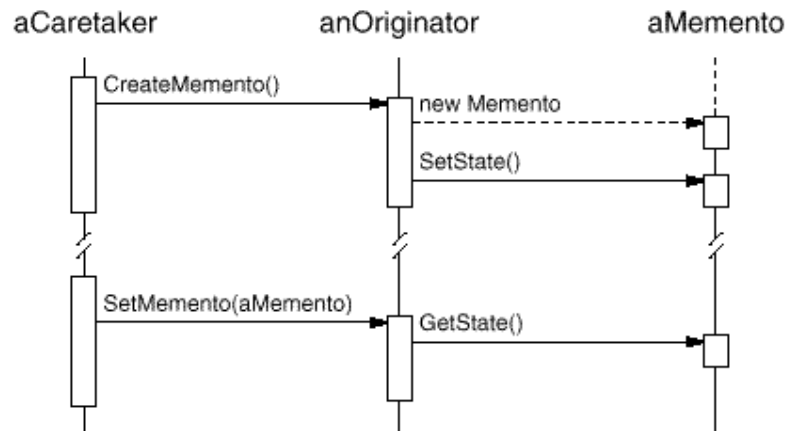 aCaretaker anOriginator aMemento
CreateMemento()
new Memento
SetState()
SetMemento(aMemento)
GetState()